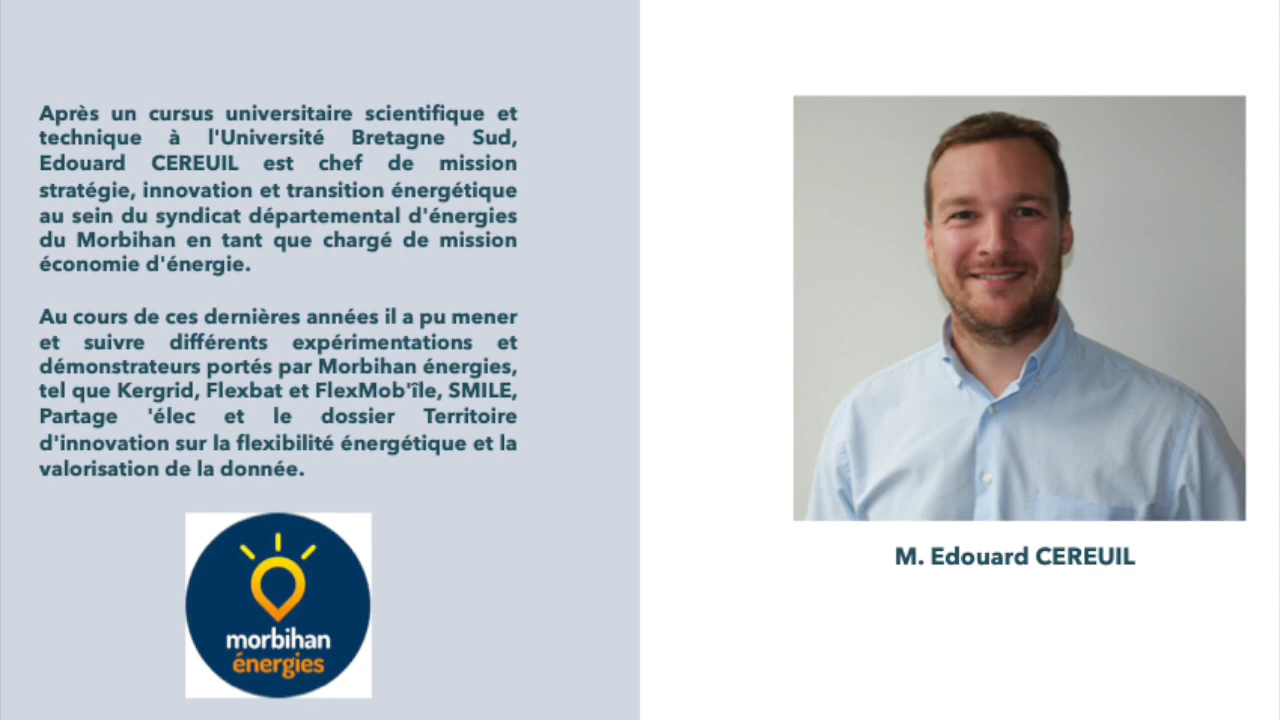 Après un cursus universitaire scientifique et
technique à l'Université Bretagne Sud,
Edouard CEREUIL est chef de mission
stratégie, innovation et transition énergétique
au sein du syndicat départemental d'énergies
du Morbihan en tant que chargé de mission
économie d'énergie.
Au cours de ces dernières années il a pu mener
et suivre différents expérimentations et
démonstrateurs portés par Morbihan énergies,
tel que Kergrid, Flexbat et FlexMob'île, SMILE,
Partage 'élec et le dossier Territoire
d'innovation sur la flexibilité énergétique et la
valorisation de la donnée.
morbihan
énergies
M. Edouard CEREUIL